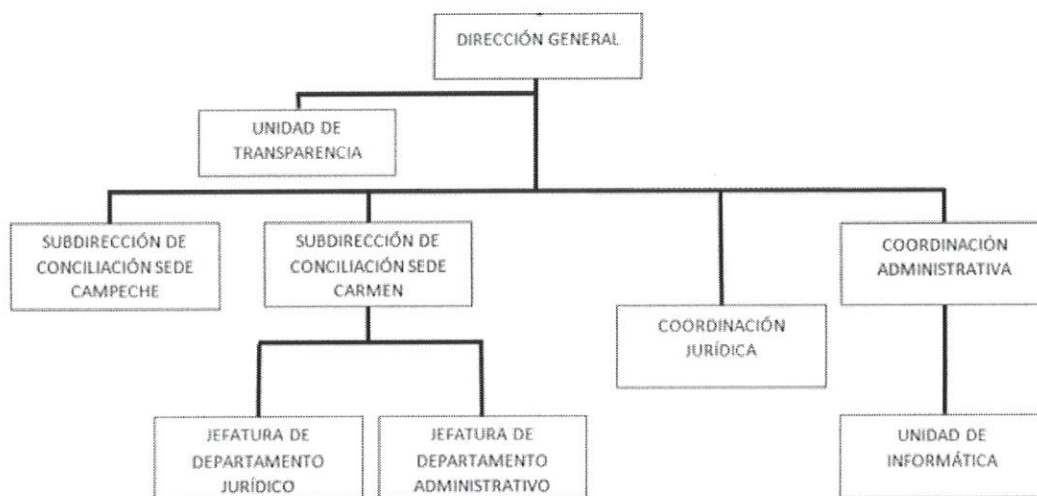 DIRECCIÓN GENERAL
UNIDAD DE
TRANSPARENCIA
SUBDIRECCIÓN DE
CONCILIACIÓN SEDE
CAMPECHE
SUBDIRECCIÓN DE
CONCILIACIÓN SEDE
CARMEN
COORDINACIÓN
JURÍDICA
COORDINACIÓN
ADMINISTRATIVA
JEFATURA DE
DEPARTAMENTO
JURÍDICO
JEFATURA DE
DEPARTAMENTO
ADMINISTRATIVO
UNIDAD DE
INFORMÁTICA